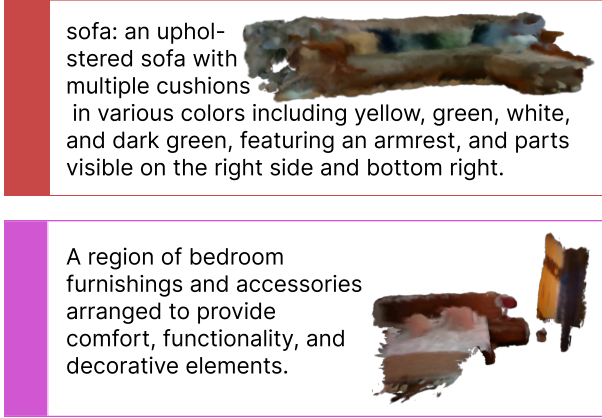 sofa: an uphol-
stered sofa with
multiple cushions
in various colors including yellow, green, white,
and dark green, featuring an armrest, and parts
visible on the right side and bottom right.
A region of bedroom
furnishings and accessories
arranged to provide
comfort, functionality, and
decorative elements.